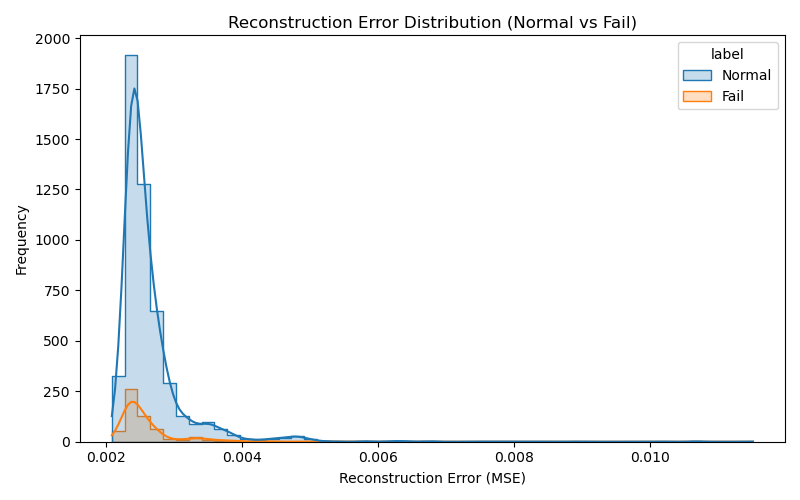 Reconstruction Error Distribution (Normal vs Fail)
label
Normal
Fail
Frequency
2000
1750
1500
1250
1000
750
500
250
0
0.002
0.004
0.006
0.008
0.010
Reconstruction Error (MSE)